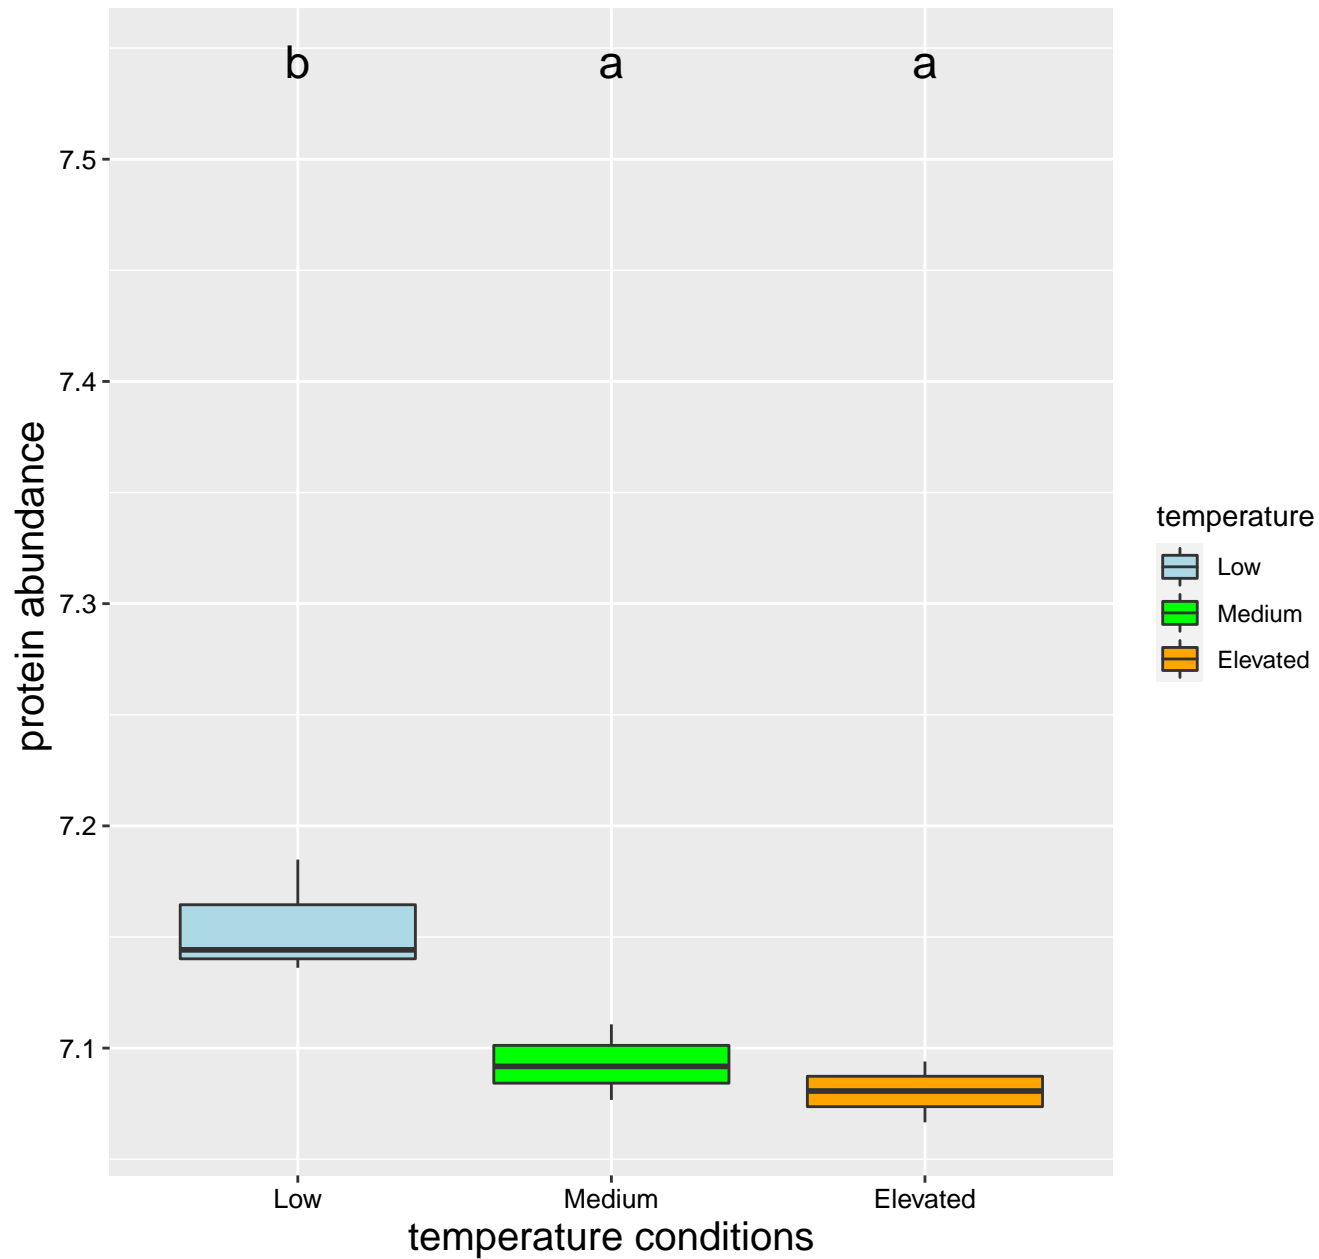 b a a
7.5
7.4
7.3
7.2
7.1
protein abundance
Low Medium Elevated
temperature conditions
temperature
Low
Medium
Elevated